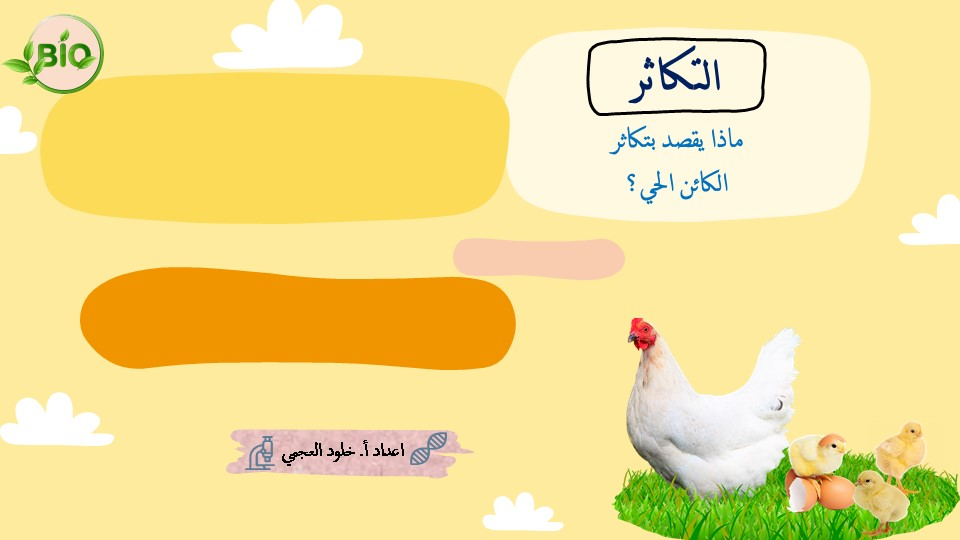 BIO
التكاثر
ماذا يقصد بتكاثر
الكائن الحي ؟
اعداد أ. خلود العجمي